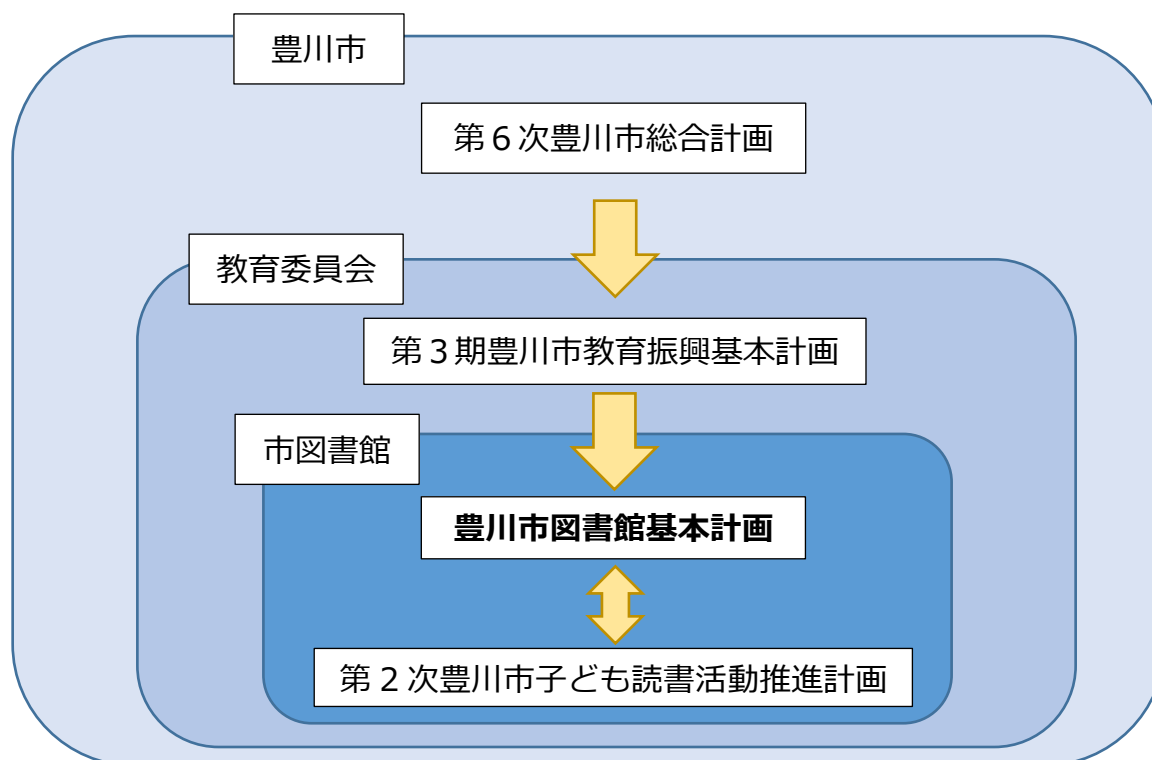 豊川市
第６次豊川市総合計画
教育委員会
第３期豊川市教育振興基本計画
市図書館
豊川市図書館基本計画
第２次豊川市子ども読書活動推進計画